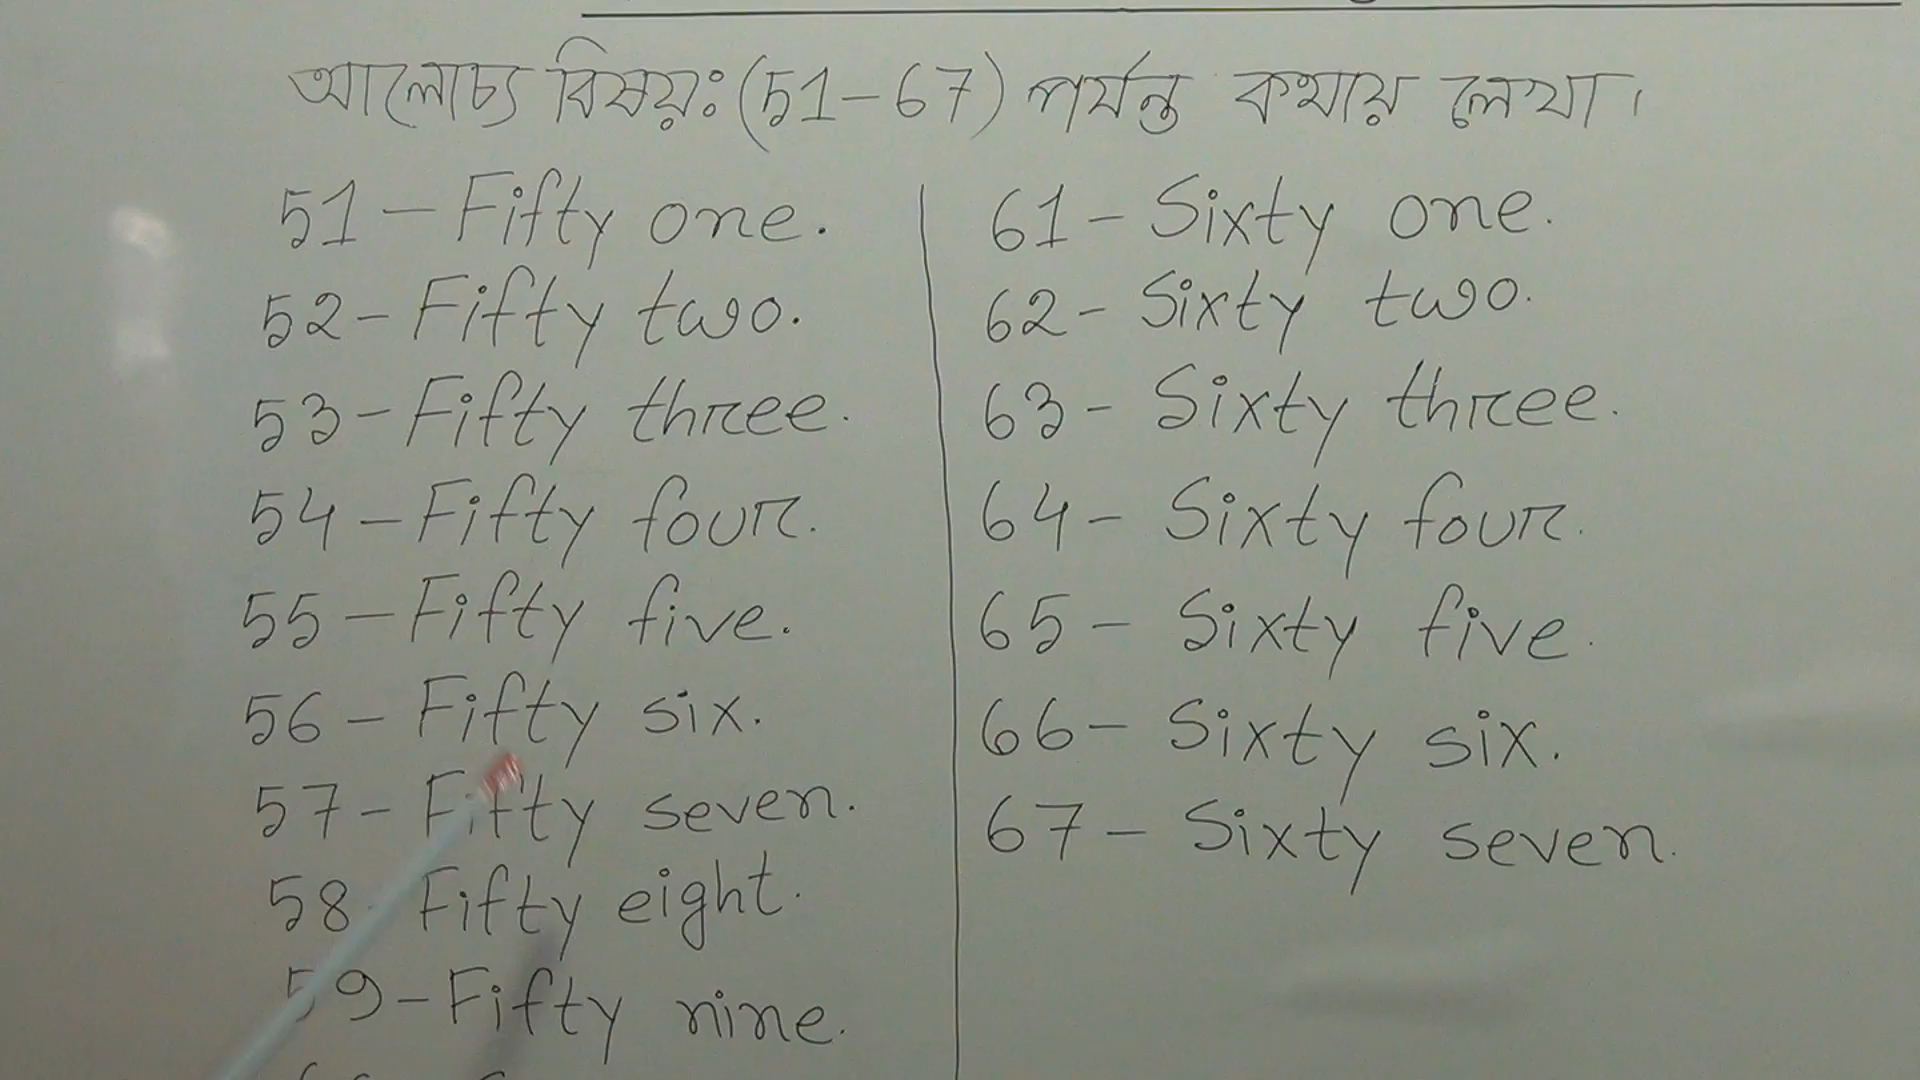 আলোচ্য বিষয়ঃ (51-67) পর্যন্ত কথায় লেখা।
51 - Fifty one.
52 - Fifty two.
53 - Fifty three.
54 - Fifty four.
55 - Fifty five.
56 - Fifty six.
57 - Fifty seven.
58 Fifty eight.
59 - Fifty nine.
61 - Sixty one.
62 - Sixty two.
63 - Sixty three.
64 - Sixty four.
65 - Sixty five.
66 - Sixty six.
67 - Sixty seven.